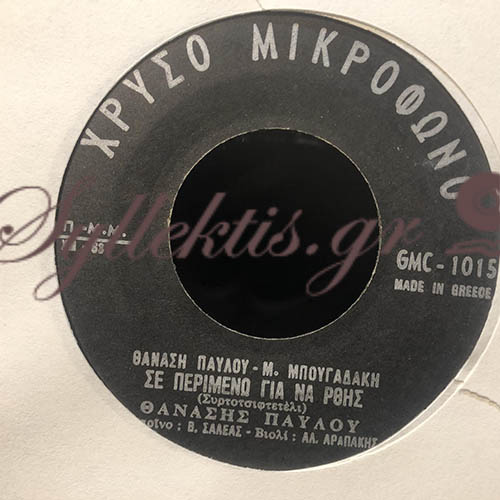 ΧΡΥΣΟ ΜΙΚΡΟΦΩΝΟ
Syllektis.gr
Π.Μ.Μ.
GMC - 1015
MADE IN GREECE
ΘΑΝΑΣΗ ΠΑΥΛΟΥ - Μ. ΜΠΟΥΓΑΔΑΚΗ
ΣΕ ΠΕΡΙΜΕΝΩ ΓΙΑ ΝΑ ΡΘΗΣ
(Συρτοτσιφτετέλι)
ΘΑΝΑΣΗΣ ΠΑΥΛΟΥ
: Β. ΣΑΛΕΑΣ - Βιολί : ΑΛ. ΑΡΑΠΑΚΗΣ